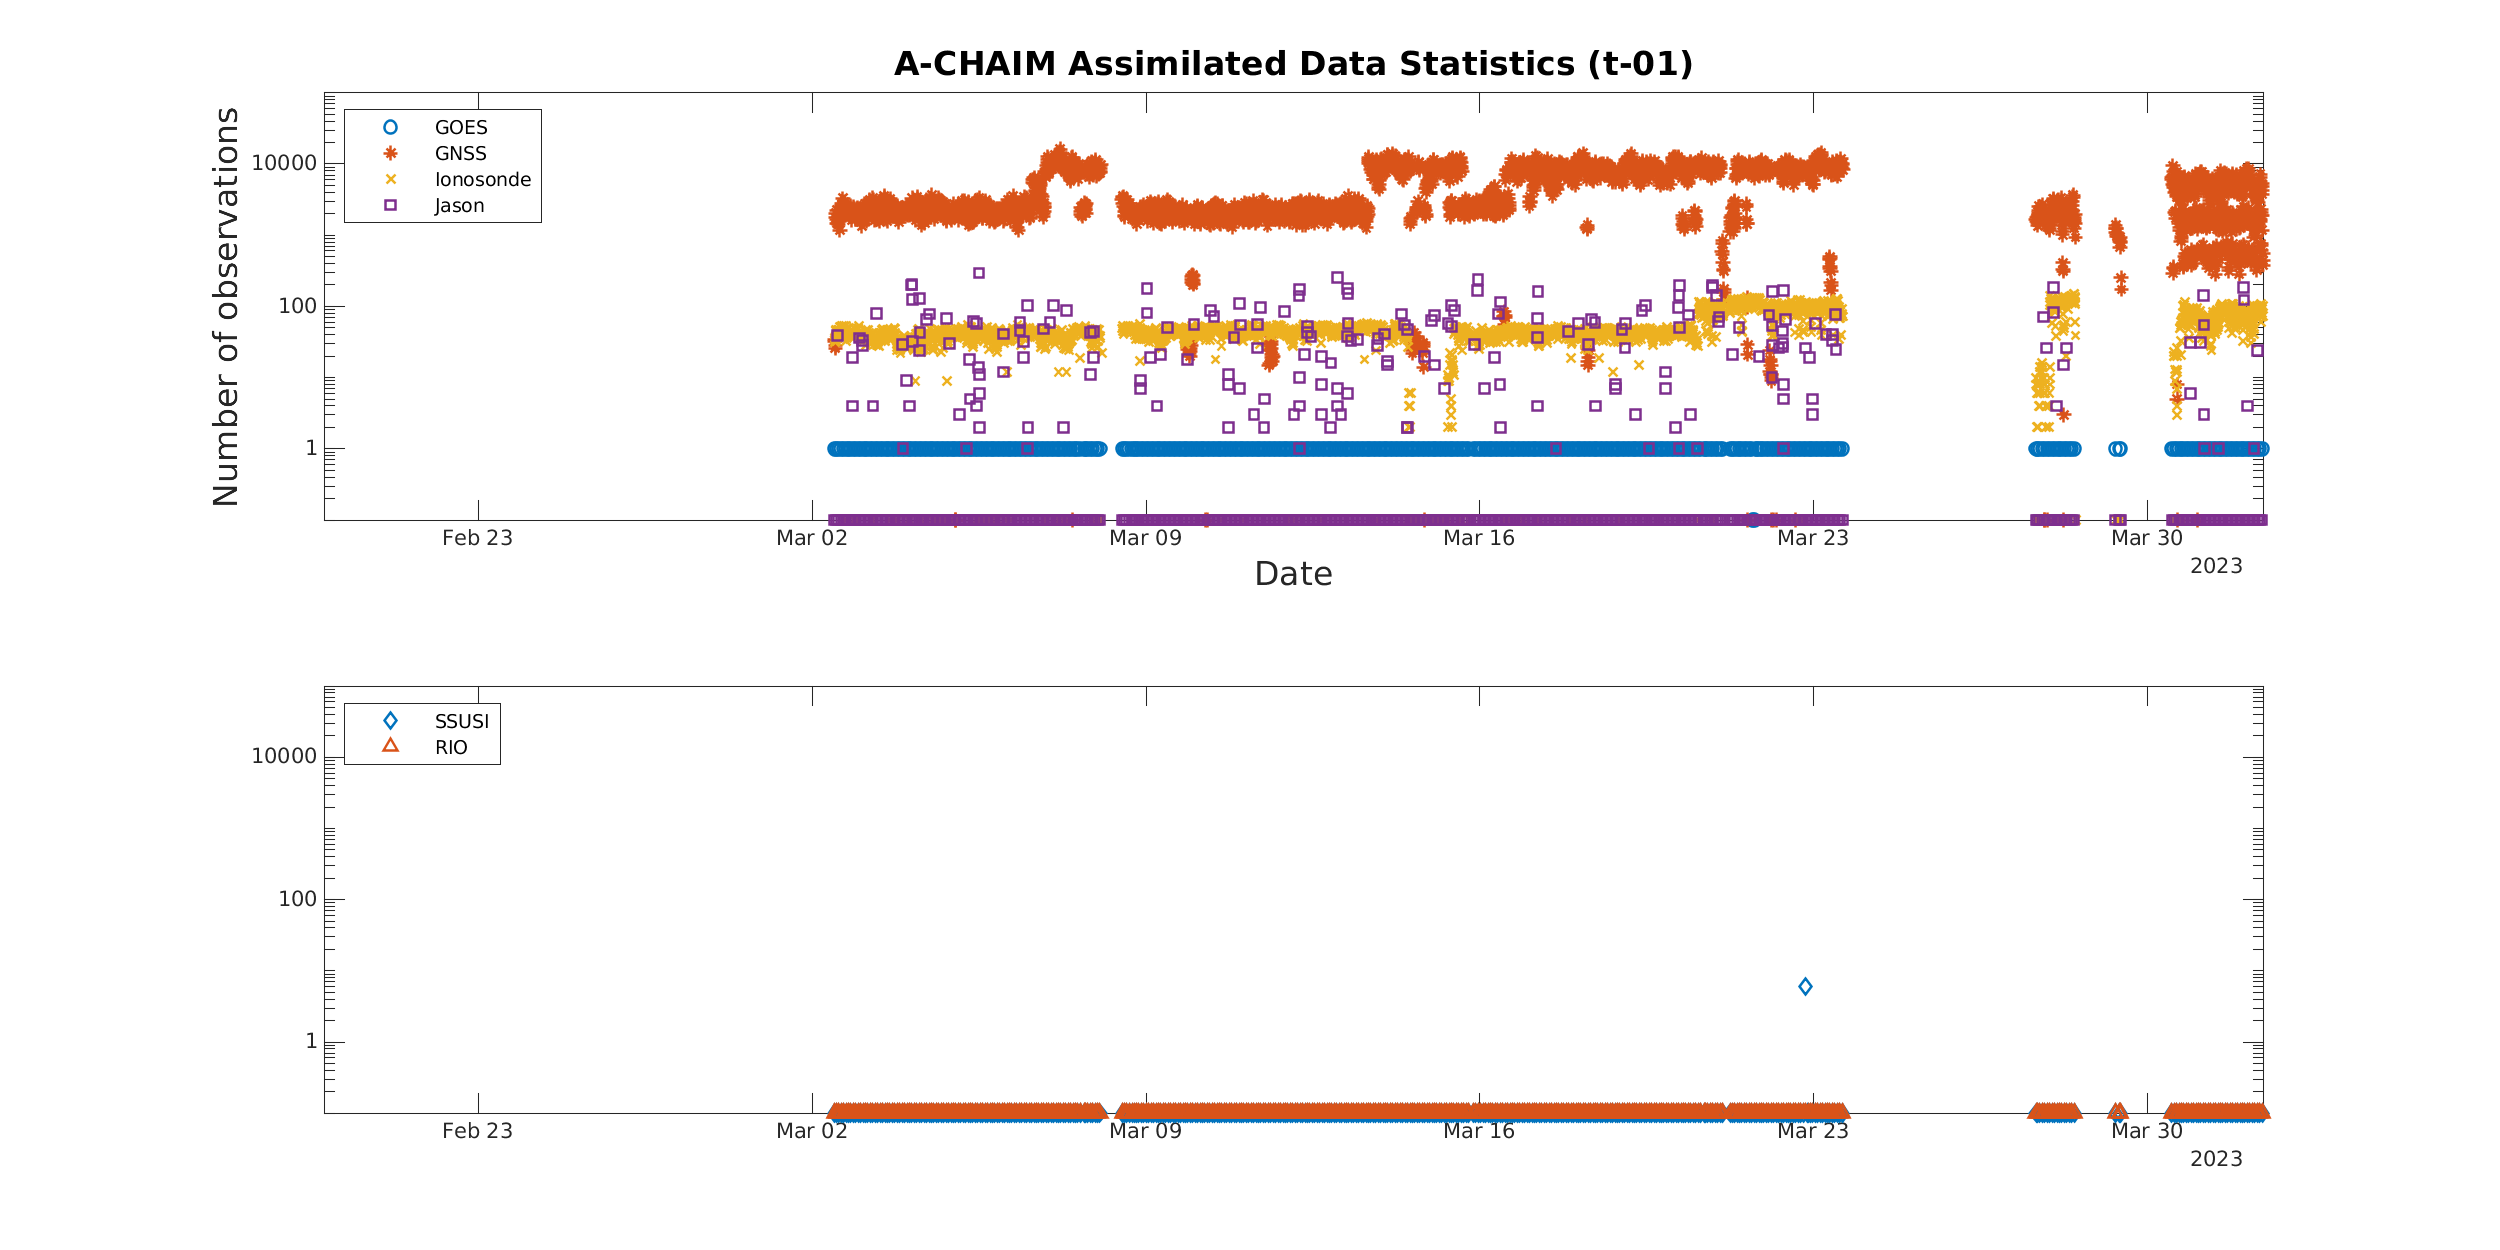 A-CHAIM Assimilated Data Statistics (t-01)
Number of observations
10000
100
1
GOES
GNSS
Ionosonde
Jason
Feb 23
Mar 02
Mar 09
Mar 16
Mar 23
Mar 30
2023
Date
10000
100
1
SSUSI
RIO
Feb 23
Mar 02
Mar 09
Mar 16
Mar 23
Mar 30
2023